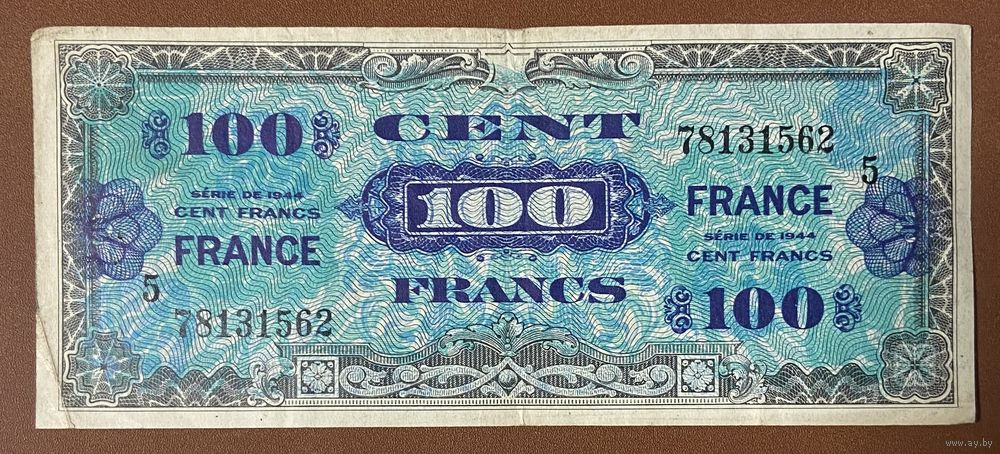 100
SÉRIE DE 1944
CENT FRANCS
FRANCE
5
78131562
CENT
100
FRANCS
78131562
5
FRANCE
SÉRIE DE 1944
CENT FRANCS
100
www.ay.by